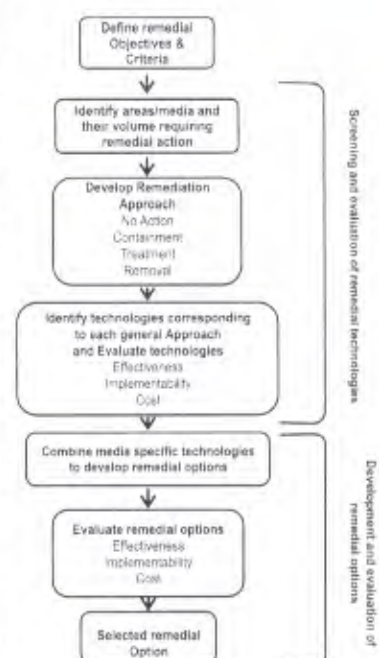 Define remedial
Objectives &
Criteria
Identify areas/media and
their volume requiring
remedial action
Develop Remediation
Approach
No Action
Containment
Treatment
Removal
Identify technologies corresponding
to each general Approach
and Evaluate technologies
Effectiveness
Implementability
Cost
Combine media specific technologies
to develop remedial options
Evaluate remedial options
Effectiveness
Implementability
Cost
Selected remedial
Option
Screening and evaluation of remedial technologies
Development and evaluation of
remedial options